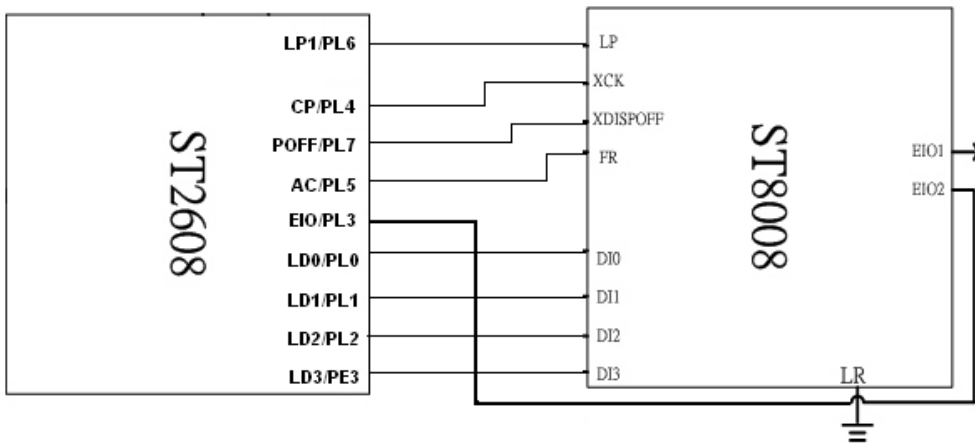 LP1/PL6
CP/PL4
POFF/PL7
AC/PL5
EIO/PL3
LD0/PL0
LD1/PL1
LD2/PL2
LD3/PE3
ST2608
LP
XCK
XDISPOFF
FR
DI0
DI1
DI2
DI3
ST8008
EIO1
EIO2
LR